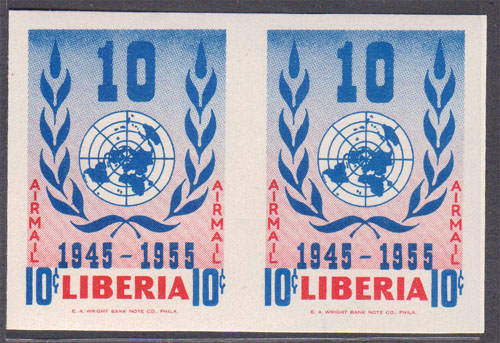 10 10
AIRMAIL AIRMAIL AIRMAIL AIRMAIL
1945 - 1955 1945 - 1955
10¢ LIBERIA 10¢ 10¢ LIBERIA 10¢
E. A. WRIGHT BANK NOTE CO., PHILA. E. A. WRIGHT BANK NOTE CO., PHILA.